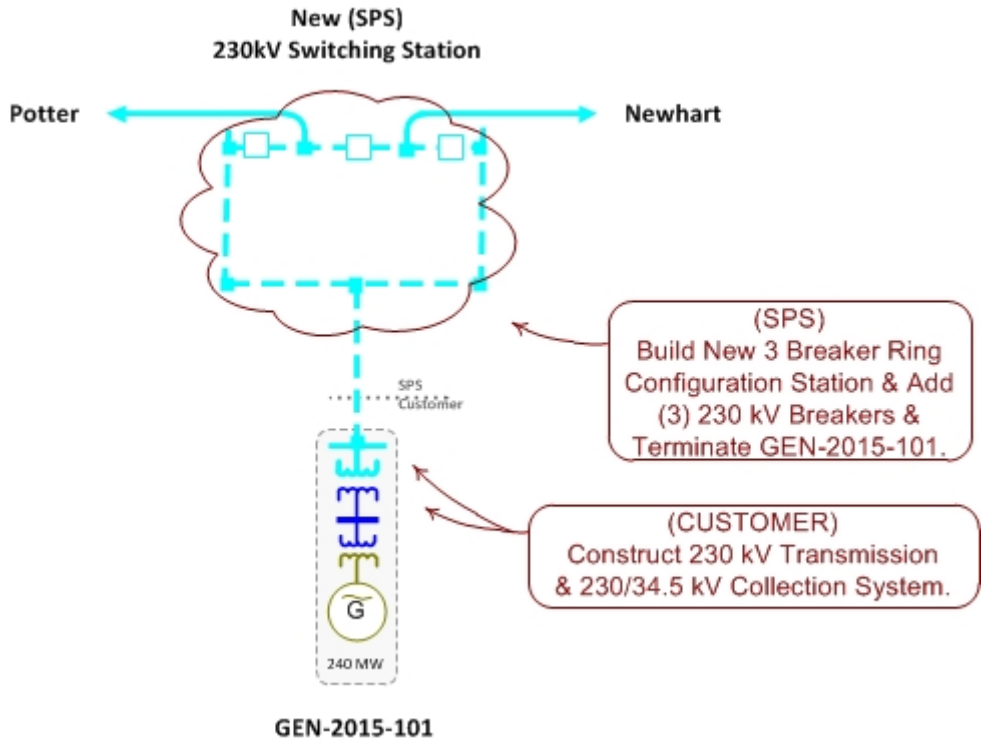 New (SPS)
230kV Switching Station
Potter
Newhart
(SPS)
Build New 3 Breaker Ring
Configuration Station & Add
(3) 230 kV Breakers &
Terminate GEN-2015-101.
SPS
Customer
(CUSTOMER)
Construct 230 kV Transmission
& 230/34.5 kV Collection System.
G
240 MW
GEN-2015-101